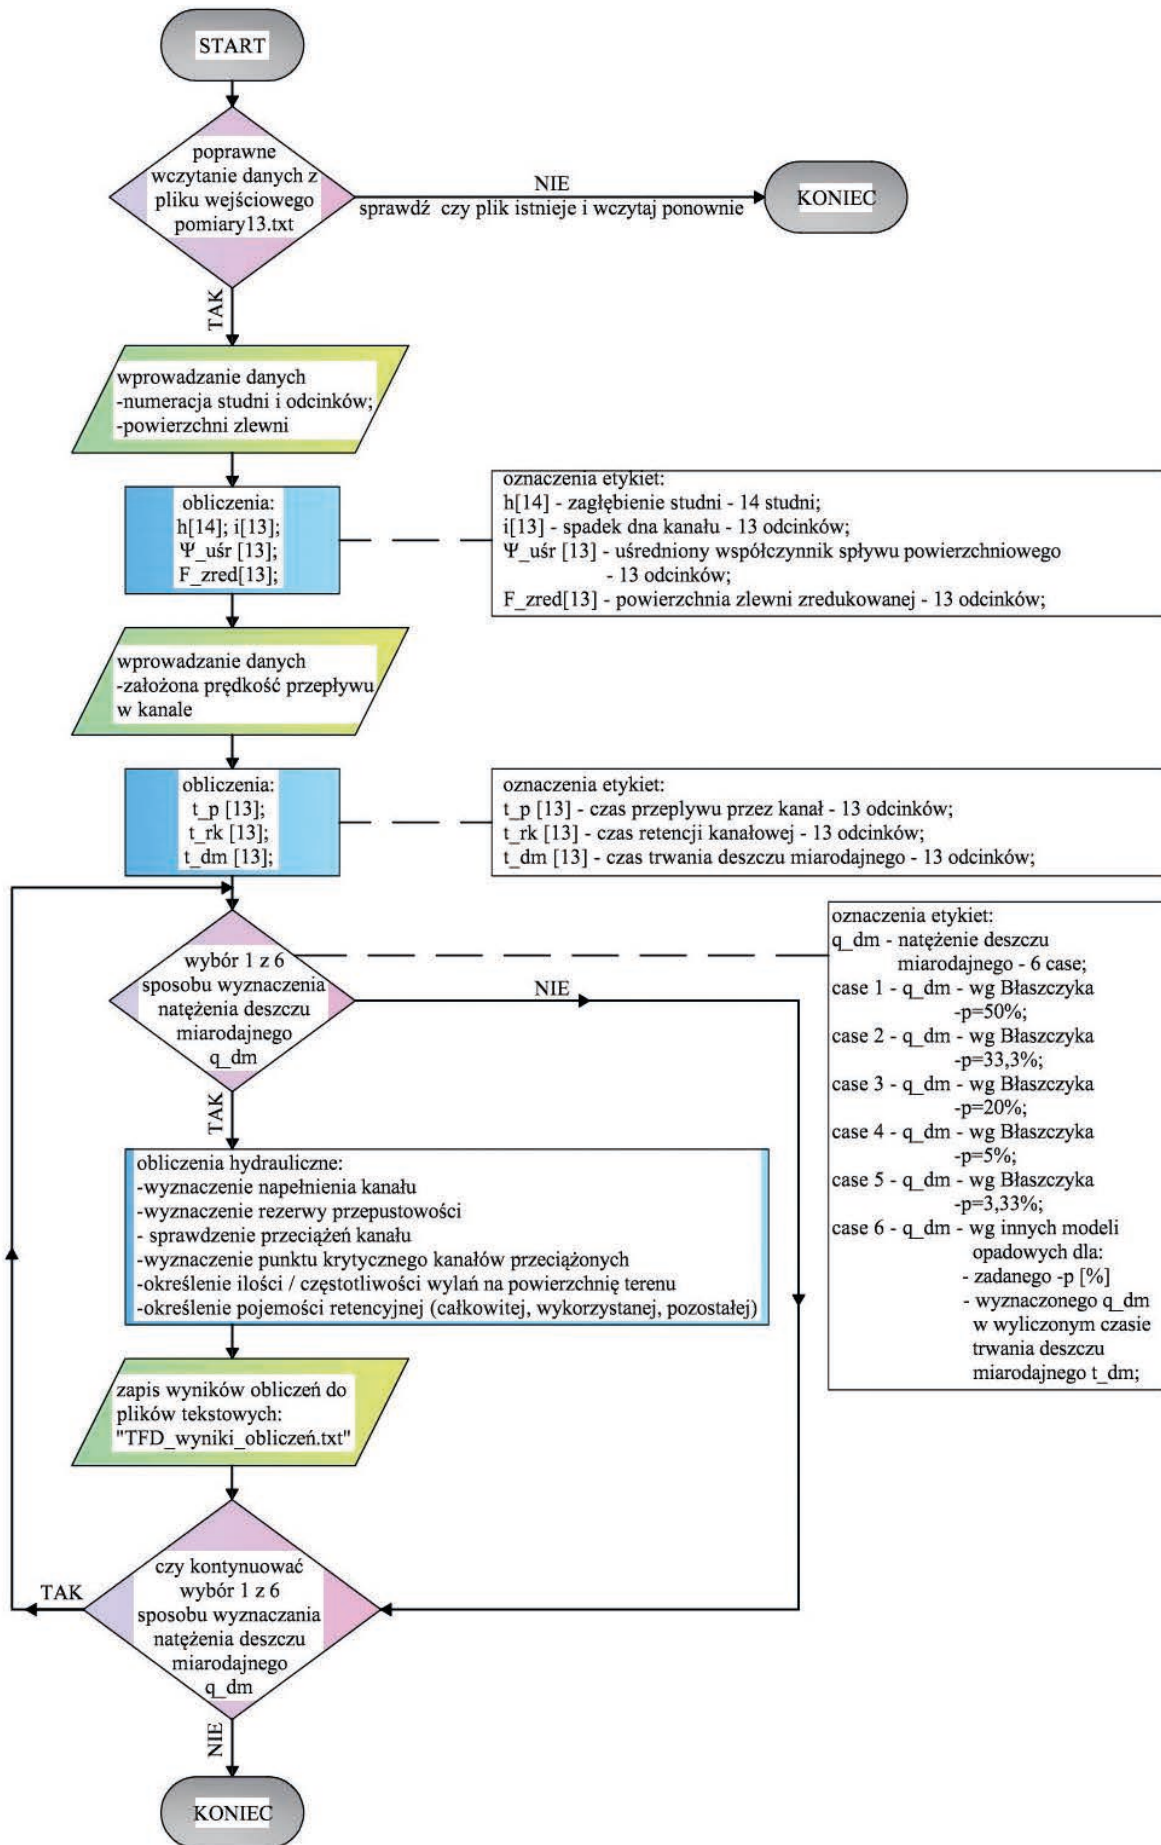 START
poprawne
wczytanie danych z
pliku wejściowego
pomiary13.txt
NIE
sprawdź czy plik istnieje i wczytaj ponownie
KONIEC
TAK
wprowadzanie danych
-numeracja studni i odcinków;
-powierzchni zlewni
obliczenia:
h[14]; i[13];
Ψ_uśr [13];
F_zred[13];
oznaczenia etykiet:
h[14] - zagłębienie studni - 14 studni;
i[13] - spadek dna kanału - 13 odcinków;
Ψ_uśr [13] - uśredniony współczynnik spływu powierzchniowego
- 13 odcinków;
F_zred[13] - powierzchnia zlewni zredukowanej - 13 odcinków;
wprowadzanie danych
-założona prędkość przepływu
w kanale
obliczenia:
t_p [13];
t_rk [13];
t_dm [13];
oznaczenia etykiet:
t_p [13] - czas przeplywu przez kanał - 13 odcinków;
t_rk [13] - czas retencji kanałowej - 13 odcinków;
t_dm [13] - czas trwania deszczu miarodajnego - 13 odcinków;
wybór 1 z 6
sposobu wyznaczenia
natężenia deszczu
miarodajnego
q_dm
NIE
TAK
oznaczenia etykiet:
q_dm - natężenie deszczu
miarodajnego - 6 case;
case 1 - q_dm - wg Błaszczyka
-p=50%;
case 2 - q_dm - wg Błaszczyka
-p=33,3%;
case 3 - q_dm - wg Błaszczyka
-p=20%;
case 4 - q_dm - wg Błaszczyka
-p=5%;
case 5 - q_dm - wg Błaszczyka
-p=3,33%;
case 6 - q_dm - wg innych modeli
opadowych dla:
- zadanego -p [%]
- wyznaczonego q_dm
w wyliczonym czasie
trwania deszczu
miarodajnego t_dm;
obliczenia hydrauliczne:
-wyznaczenie napełnienia kanału
-wyznaczenie rezerwy przepustowości
- sprawdzenie przeciążeń kanału
-wyznaczenie punktu krytycznego kanałów przeciążonych
-określenie ilości / częstotliwości wylań na powierzchnię terenu
-określenie pojemości retencyjnej (całkowitej, wykorzystanej, pozostałej)
zapis wyników obliczeń do
plików tekstowych:
"TFD_wyniki_obliczeń.txt"
czy kontynuować
wybór 1 z 6
sposobu wyznaczania
natężenia deszczu
miarodajnego
q_dm
TAK
NIE
KONIEC